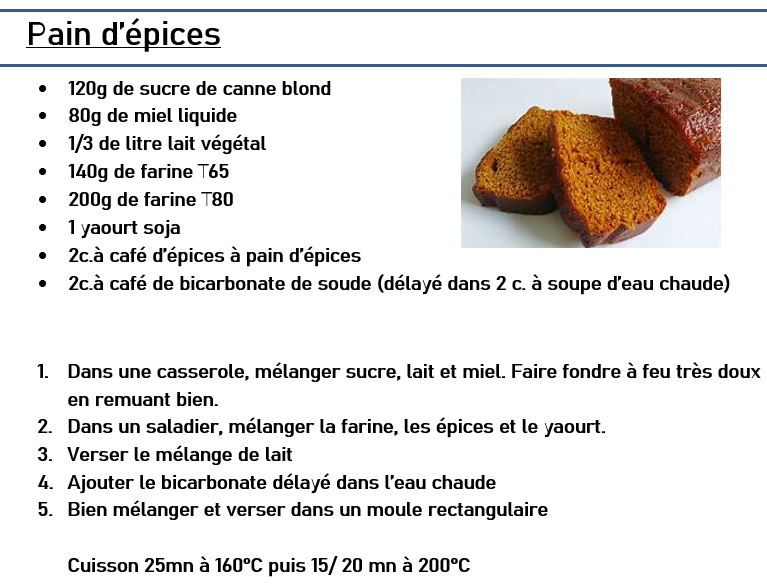 Pain d'épices
• 120g de sucre de canne blond
• 80g de miel liquide
• 1/3 de litre lait végétal
• 140g de farine T65
• 200g de farine T80
• 1 yaourt soja
• 2c.à café d'épices à pain d'épices
• 2c.à café de bicarbonate de soude (délayé dans 2 c. à soupe d'eau chaude)
1. Dans une casserole, mélanger sucre, lait et miel. Faire fondre à feu très doux
en remuant bien.
2. Dans un saladier, mélanger la farine, les épices et le yaourt.
3. Verser le mélange de lait
4. Ajouter le bicarbonate délayé dans l'eau chaude
5. Bien mélanger et verser dans un moule rectangulaire
Cuisson 25mn à 160°C puis 15/ 20 mn à 200°C